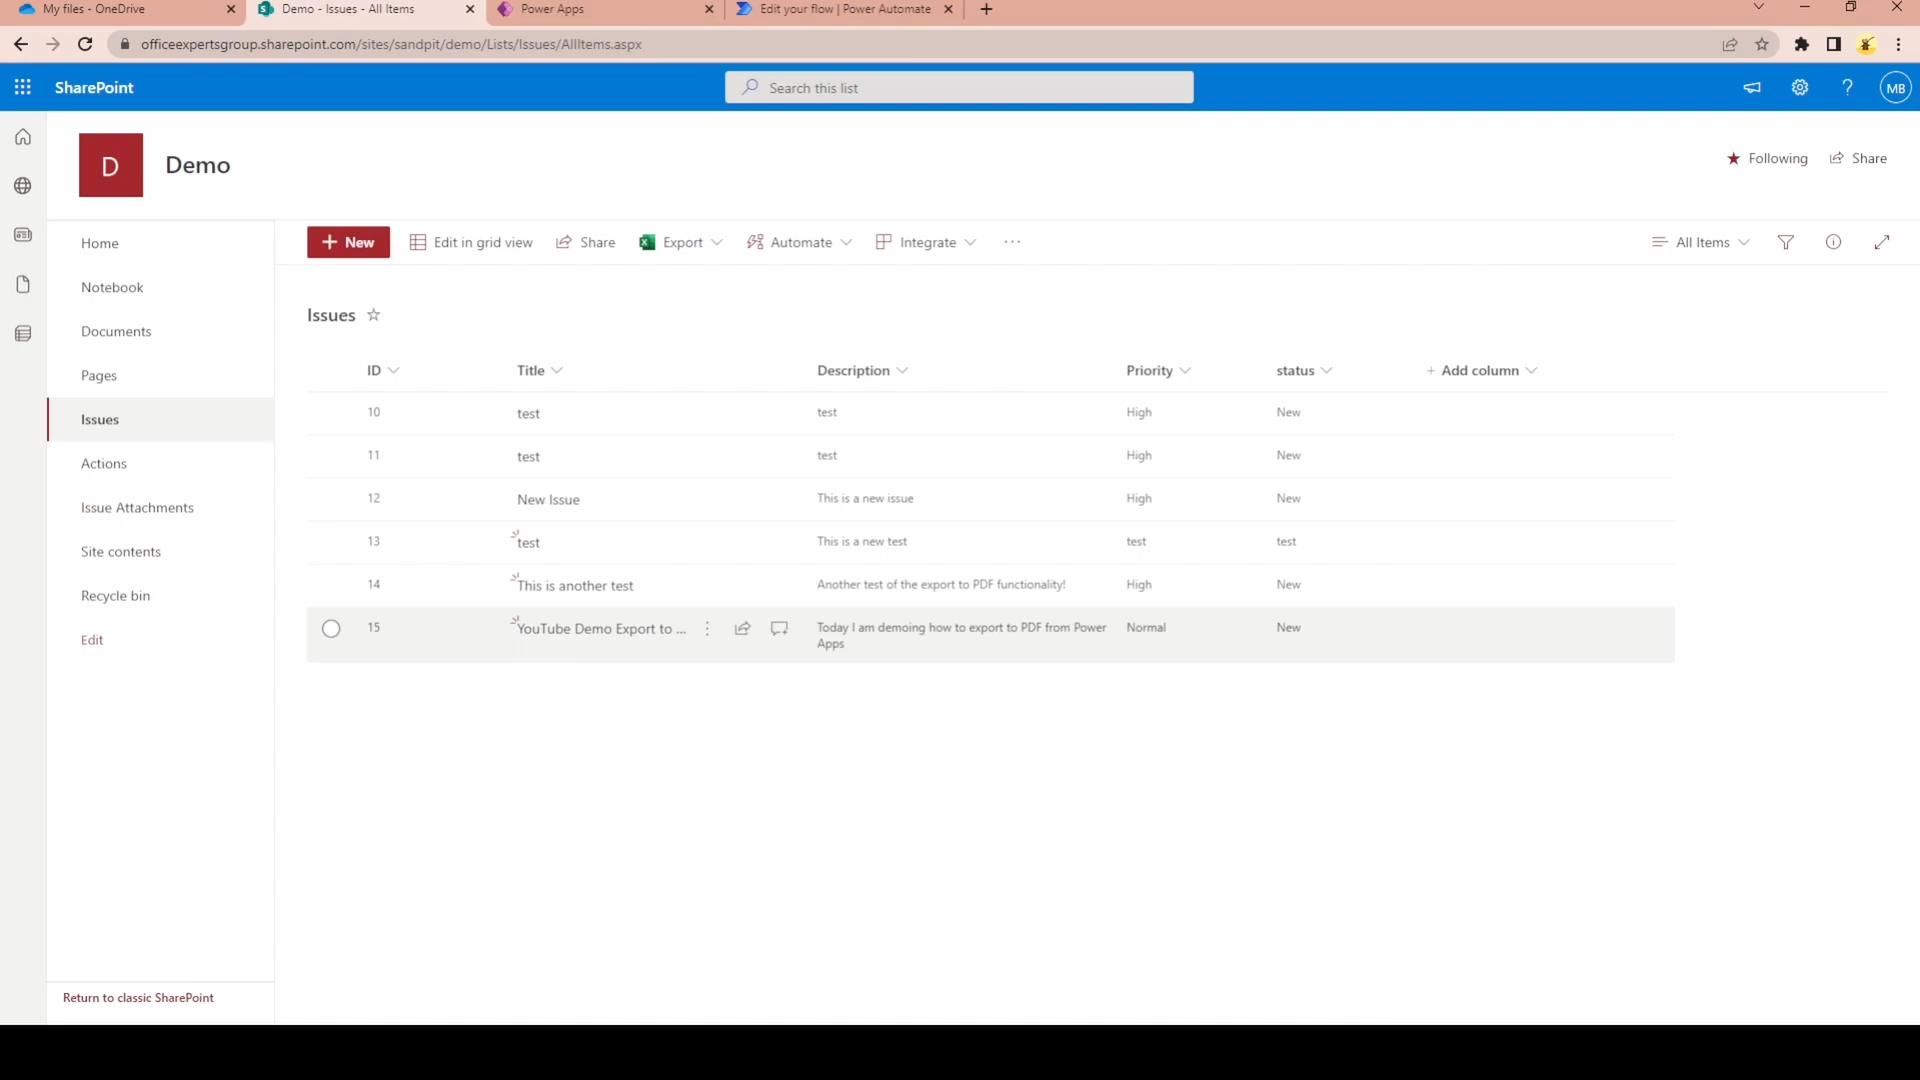 My files - OneDrive
Demo - Issues - All Items
Power Apps
Edit your flow | Power Automate
officeexpertsgroup.sharepoint.com/sites/sandpit/demo/Lists/Issues/AllItems.aspx
SharePoint
Search this list
MB
D
Demo
Following
Share
Home
Notebook
Documents
Pages
Issues
Actions
Issue Attachments
Site contents
Recycle bin
Edit
Return to classic SharePoint
New
Edit in grid view
Share
Export
Automate
Integrate
All Items
Issues
ID Title Description Priority status + Add column
10 test test High New
11 test test High New
12 New Issue This is a new issue High New
13 test This is a new test test test
14 This is another test Another test of the export to PDF functionality! High New
15 YouTube Demo Export to ... Today I am demoing how to export to PDF from Power Normal New
Apps